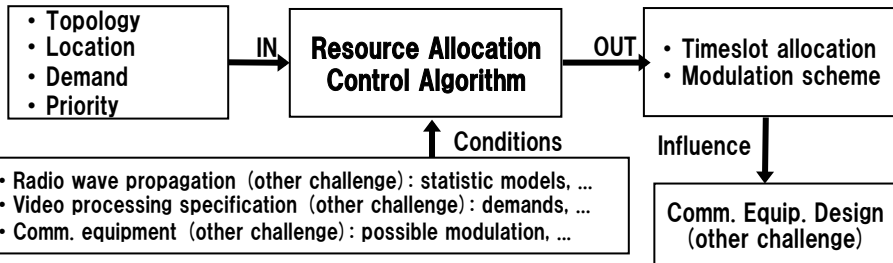 • Topology
• Location
• Demand
• Priority
IN
Resource Allocation
Control Algorithm
OUT
• Timeslot allocation
• Modulation scheme
Conditions
Influence
• Radio wave propagation (other challenge): statistic models, ...
• Video processing specification (other challenge): demands, ...
• Comm. equipment (other challenge): possible modulation, ...
Comm. Equip. Design
(other challenge)